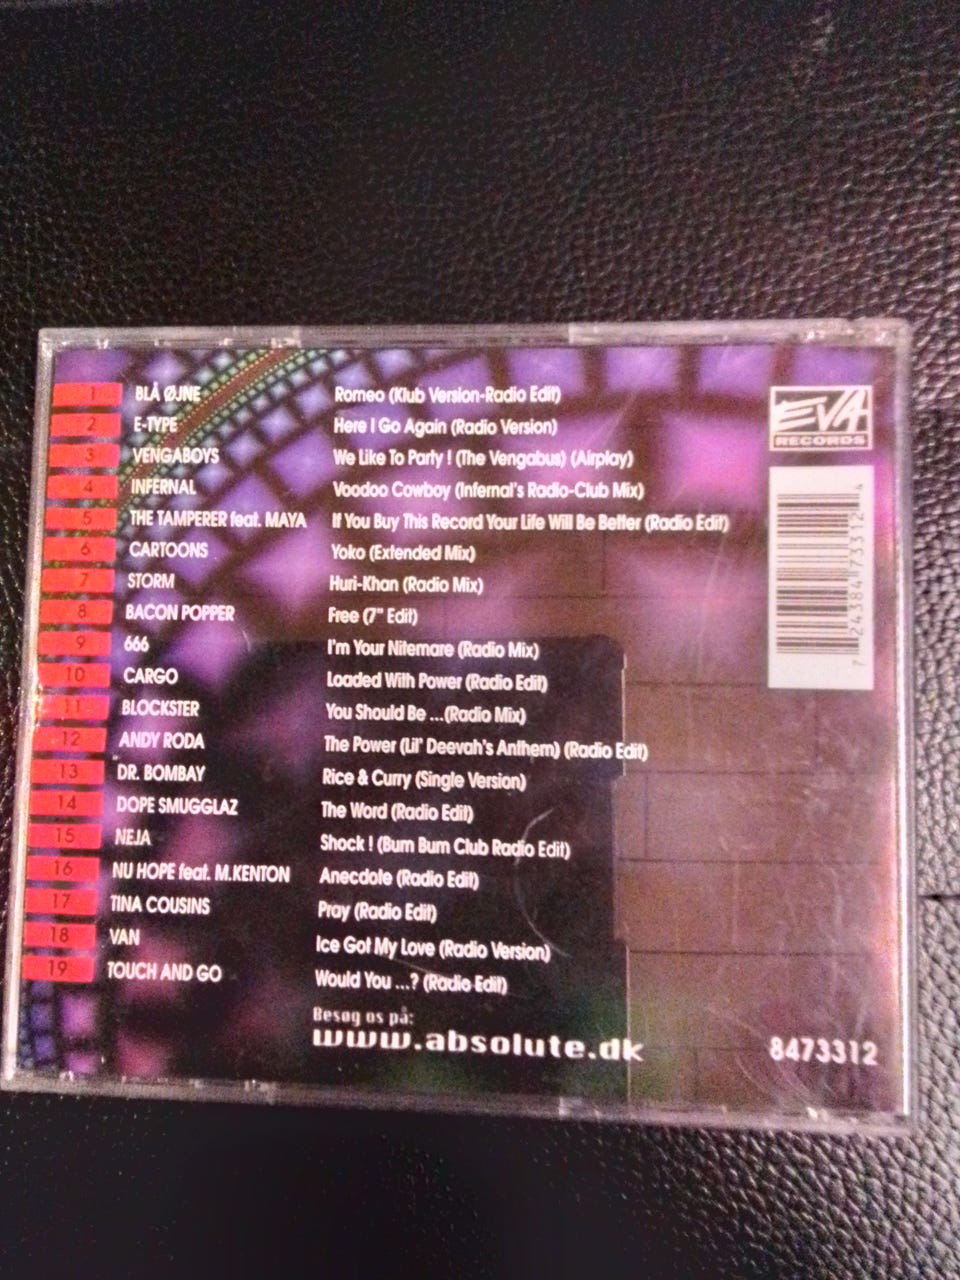 1 BLÅ ØJNE Romeo (Klub Version-Radio Edit)
2 E-TYPE Here I Go Again (Radio Version)
3 VENGABOYS We Like To Party ! (The Vengabus) (Airplay)
4 INFERNAL Voodoo Cowboy (Infernal's Radio-Club Mix)
5 THE TAMPERER feat. MAYA If You Buy This Record Your Life Will Be Better (Radio Edit)
6 CARTOONS Yoko (Extended Mix)
7 STORM Huri-Khan (Radio Mix)
8 BACON POPPER Free (7" Edit)
9 666 I'm Your Nitemare (Radio Mix)
10 CARGO Loaded With Power (Radio Edit)
11 BLOCKSTER You Should Be ...(Radio Mix)
12 ANDY RODA The Power (Lil' Deevah's Anthem) (Radio Edit)
13 DR. BOMBAY Rice & Curry (Single Version)
14 DOPE SMUGGLAZ The Word (Radio Edit)
15 NEJA Shock ! (Bum Bum Club Radio Edit)
16 NU HOPE feat. M.KENTON Anecdote (Radio Edit)
17 TINA COUSINS Pray (Radio Edit)
18 VAN Ice Got My Love (Radio Version)
19 TOUCH AND GO Would You ...? (Radio Edit)
Besøg os på:
www.absolute.dk
EVA
RECORDS
7 24384 73312 4
8473312